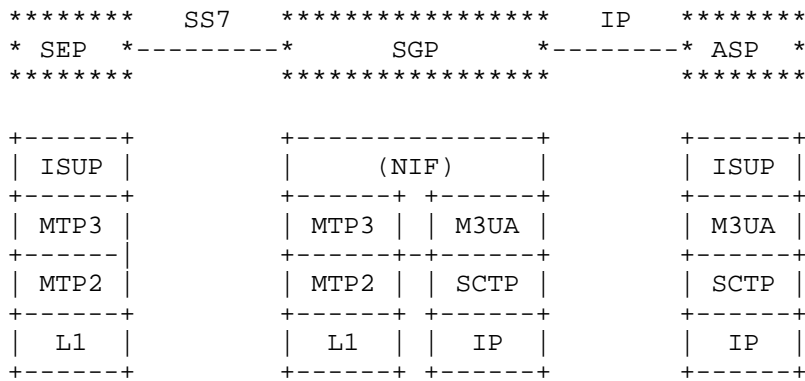 ********   SS7   *****************   IP   ********
* SEP  *---------*      SGP      *--------* ASP  *
********         *****************        ********

+------+         +---------------+        +------+
| ISUP |         |     (NIF)     |        | ISUP |
+------+         +------+ +------+        +------+
| MTP3 |         | MTP3 | | M3UA |        | M3UA |
+------|         +------+-+------+        +------+
| MTP2 |         | MTP2 | | SCTP |        | SCTP |
+------+         +------+ +------+        +------+
|  L1  |         |  L1  | |  IP  |        |  IP  |
+------+         +------+ +------+        +------+